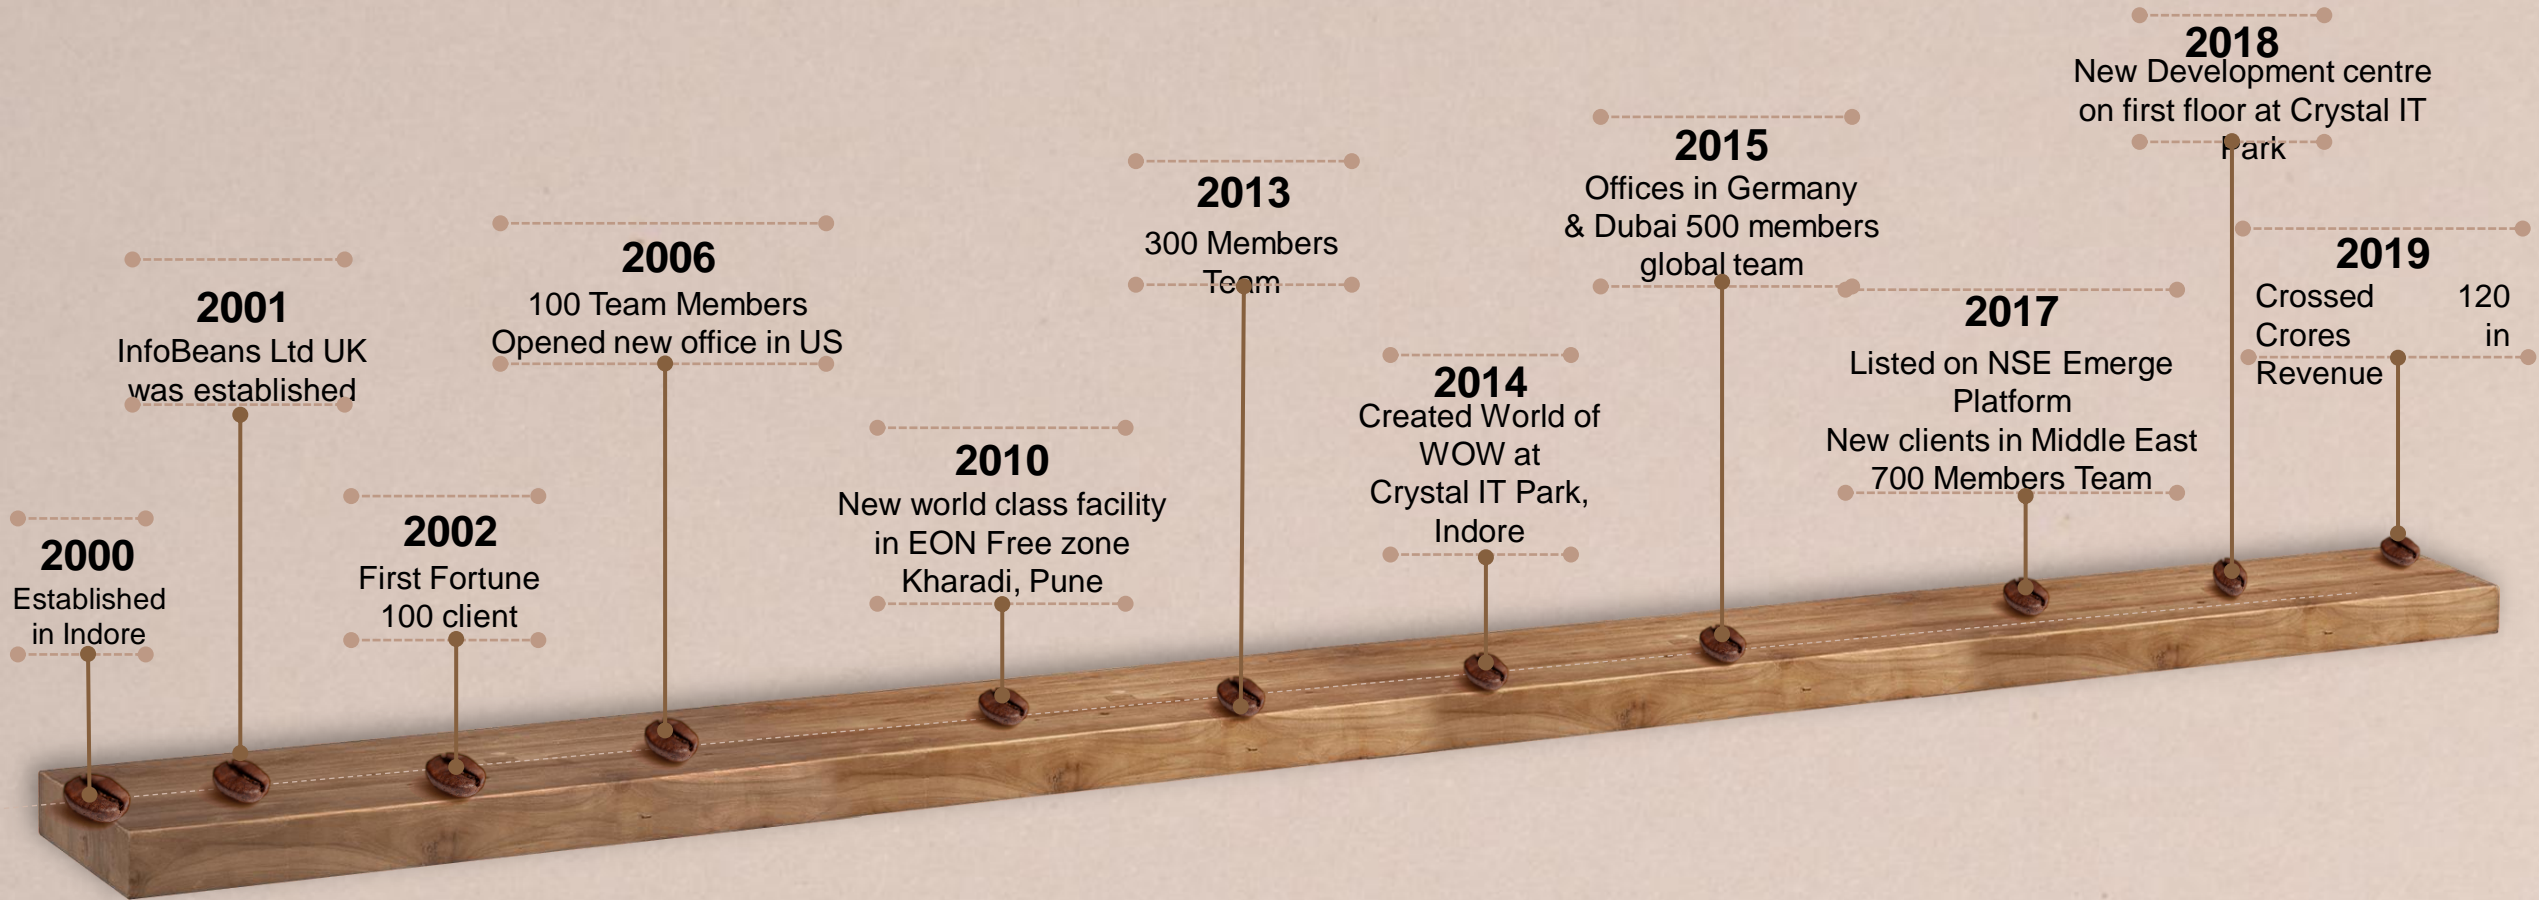 2000
Established
in Indore
2001
InfoBeans Ltd UK
was established
2002
First Fortune
100 client
2006
100 Team Members
Opened new office in US
2010
New world class facility
in EON Free zone
Kharadi, Pune
2013
300 Members
Team
2014
Created World of
WOW at
Crystal IT Park,
Indore
2015
Offices in Germany
& Dubai 500 members
global team
2017
Listed on NSE Emerge
Platform
New clients in Middle East
700 Members Team
2018
New Development centre
on first floor at Crystal IT
Park
2019
Crossed 120
Crores in
Revenue